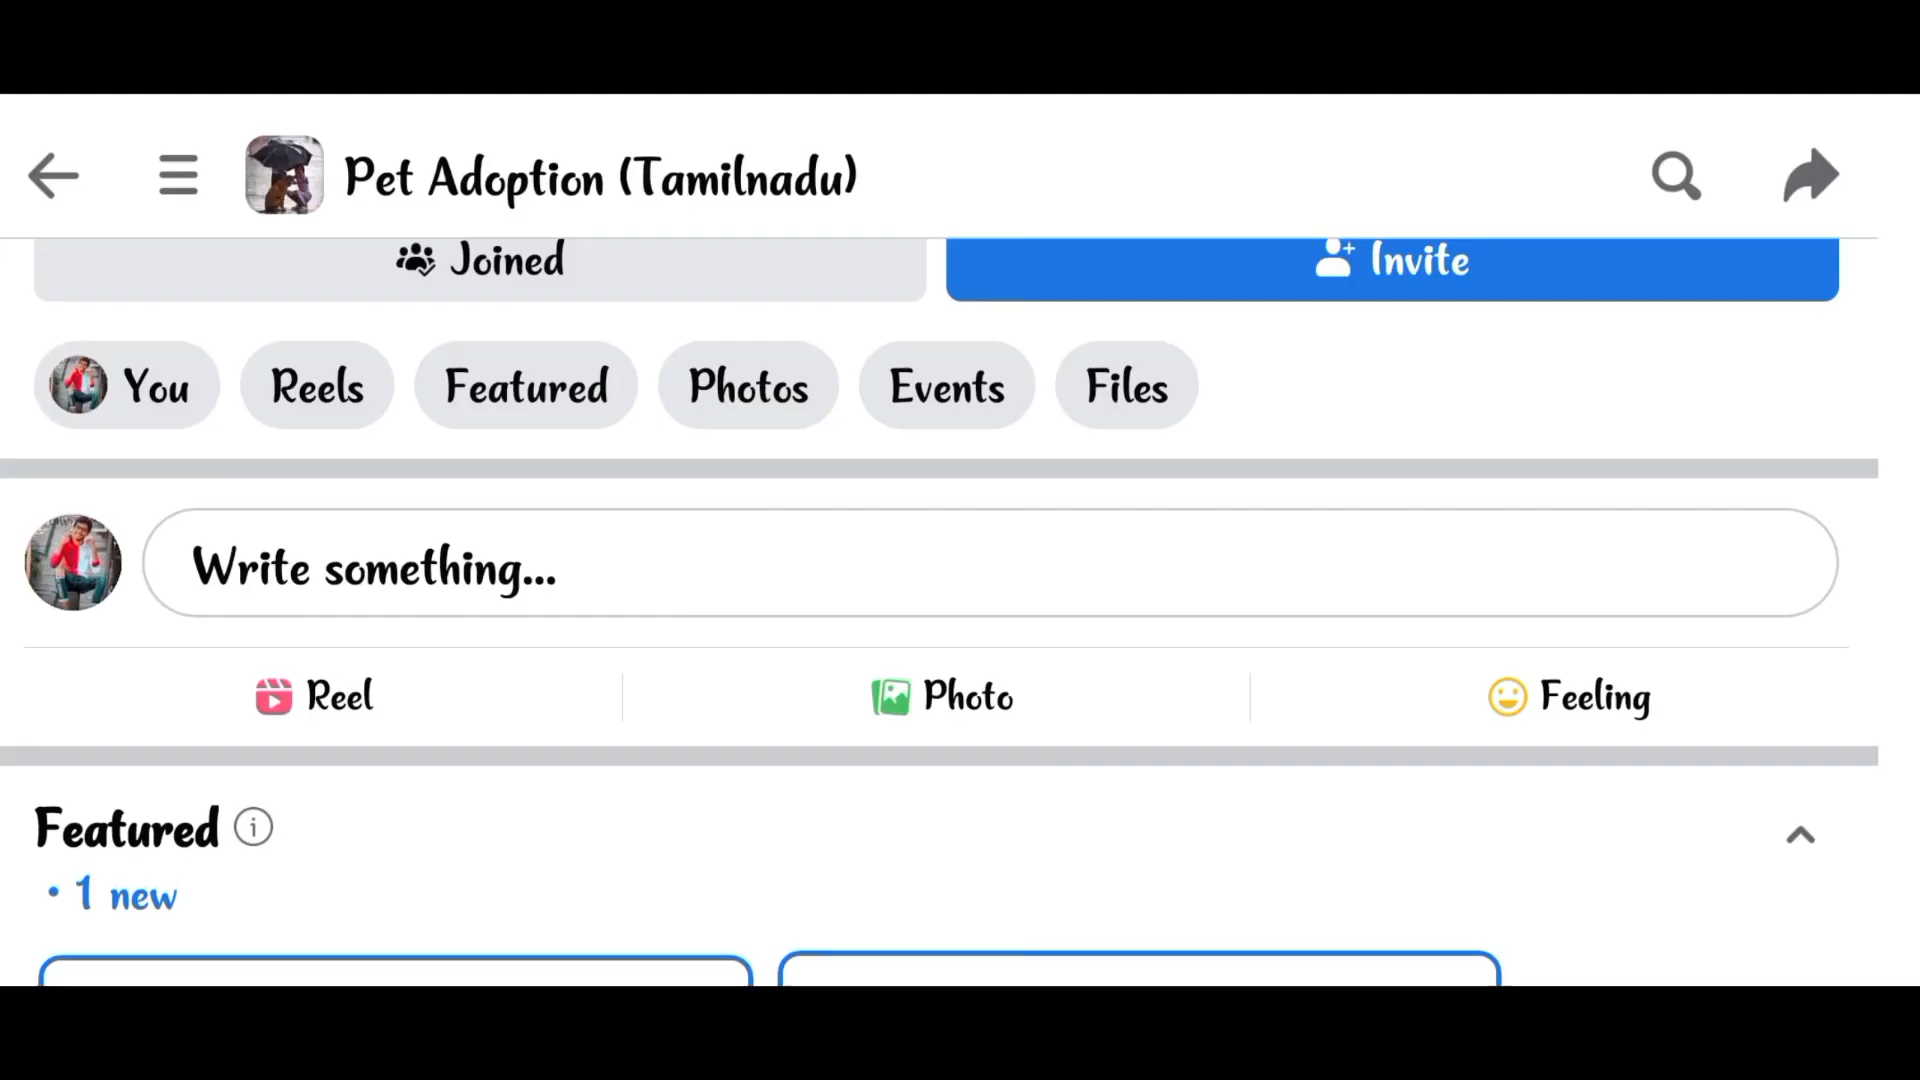 Pet Adoption (Tamilnadu)
Joined
Invite
You
Reels
Featured
Photos
Events
Files
Write something...
Reel
Photo
Feeling
Featured
• 1 new